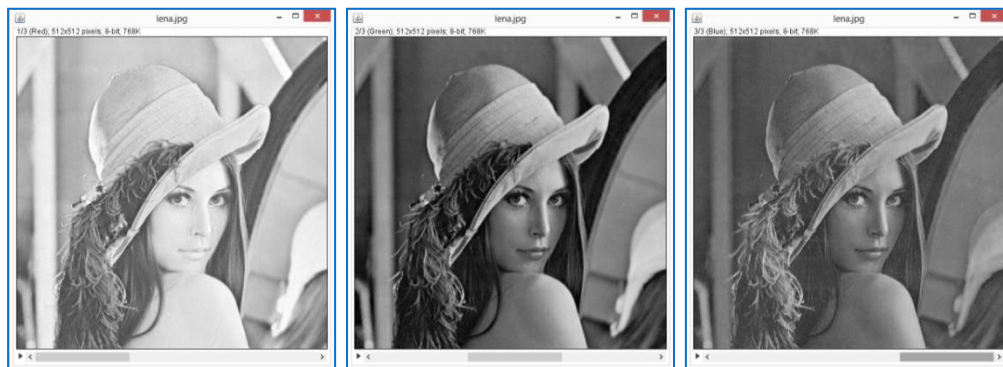 lena.jpg
1/3 (Red); 512x512 pixels; 8-bit; 768K
lena.jpg
2/3 (Green); 512x512 pixels; 8-bit; 768K
lena.jpg
3/3 (Blue); 512x512 pixels; 8-bit; 768K